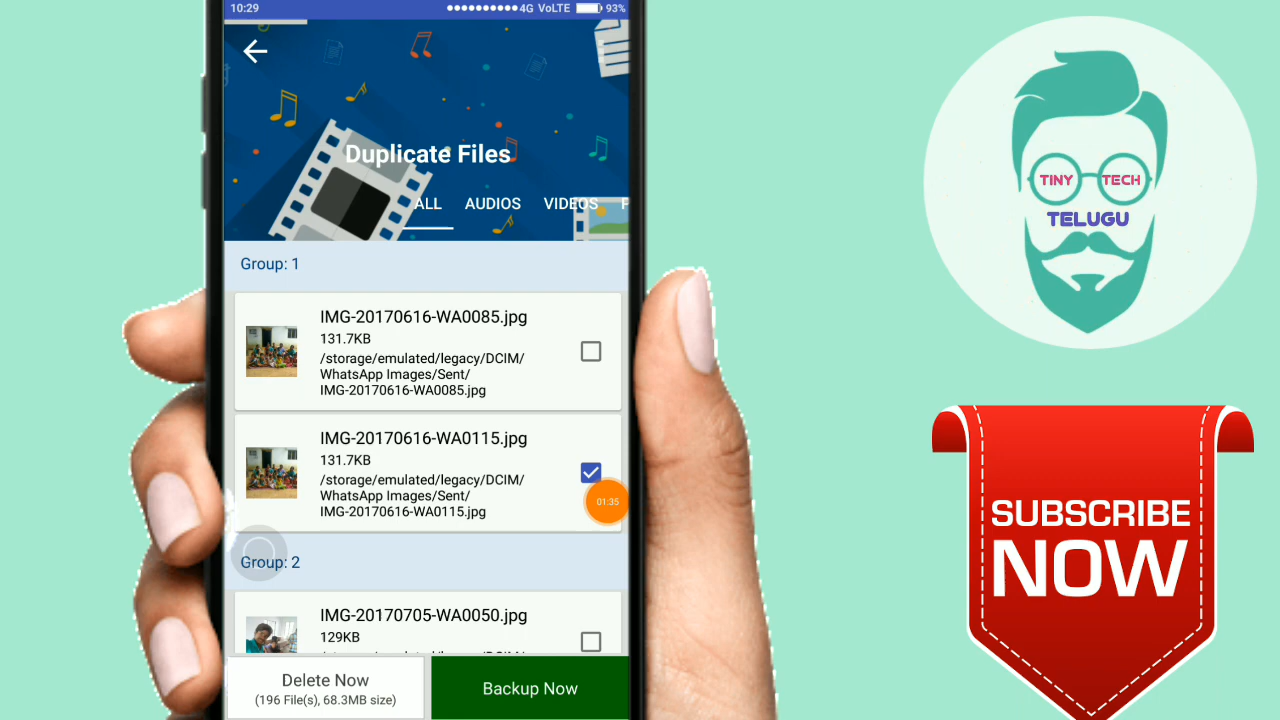 10:29
4G VoLTE
93%
Duplicate Files
ALL AUDIOS VIDEOS
Group: 1
IMG-20170616-WA0085.jpg
131.7KB
/storage/emulated/legacy/DCIM/
WhatsApp Images/Sent/
IMG-20170616-WA0085.jpg
IMG-20170616-WA0115.jpg
131.7KB
/storage/emulated/legacy/DCIM/
WhatsApp Images/Sent/
IMG-20170616-WA0115.jpg
01:35
Group: 2
IMG-20170705-WA0050.jpg
129KB
Delete Now
(196 File(s), 68.3MB size)
Backup Now
TINY TECH
TELUGU
SUBSCRIBE
NOW